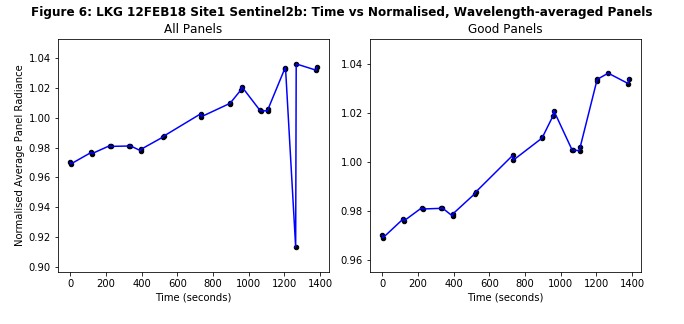 Figure 6: LKG 12FEB18 Site1 Sentinel2b: Time vs Normalised, Wavelength-averaged Panels
All Panels
Good Panels
Normalised Average Panel Radiance
1.04
1.02
1.00
0.98
0.96
0.94
0.92
0.90
0 200 400 600 800 1000 1200 1400
Time (seconds)
1.04
1.02
1.00
0.98
0.96
0 200 400 600 800 1000 1200 1400
Time (seconds)